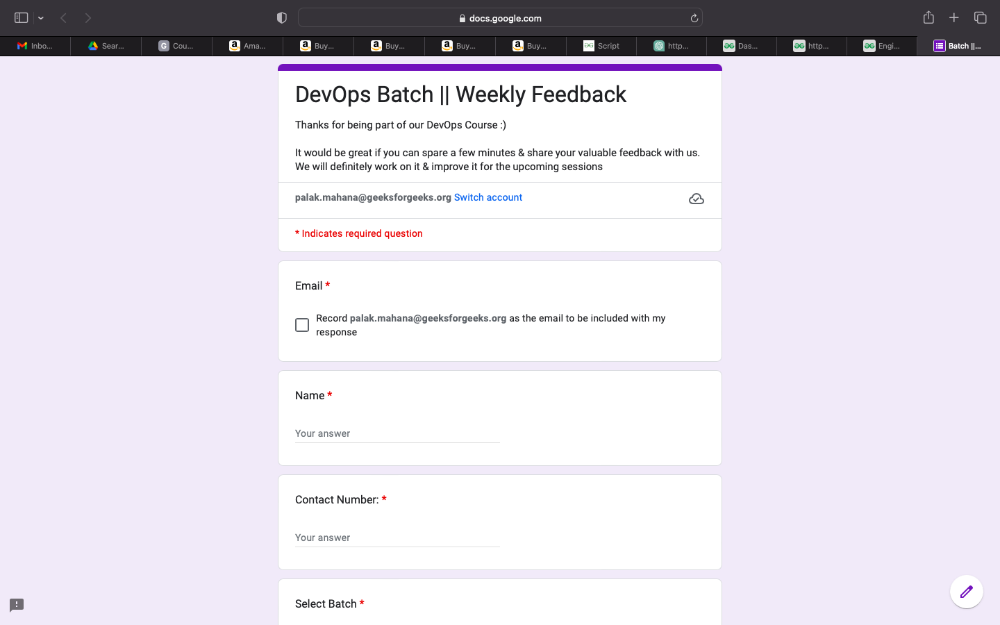 docs.google.com
Inbo...
Sear...
G Cou...
a Ama...
a Buy...
a Buy...
a Buy...
a Buy...
Script
http...
Das...
http...
Engi...
Batch ||...
DevOps Batch || Weekly Feedback
Thanks for being part of our DevOps Course :)
It would be great if you can spare a few minutes & share your valuable feedback with us.
We will definitely work on it & improve it for the upcoming sessions
palak.mahana@geeksforgeeks.org Switch account
* Indicates required question
Email *
Record palak.mahana@geeksforgeeks.org as the email to be included with my
response
Name *
Your answer
Contact Number: *
Your answer
Select Batch *